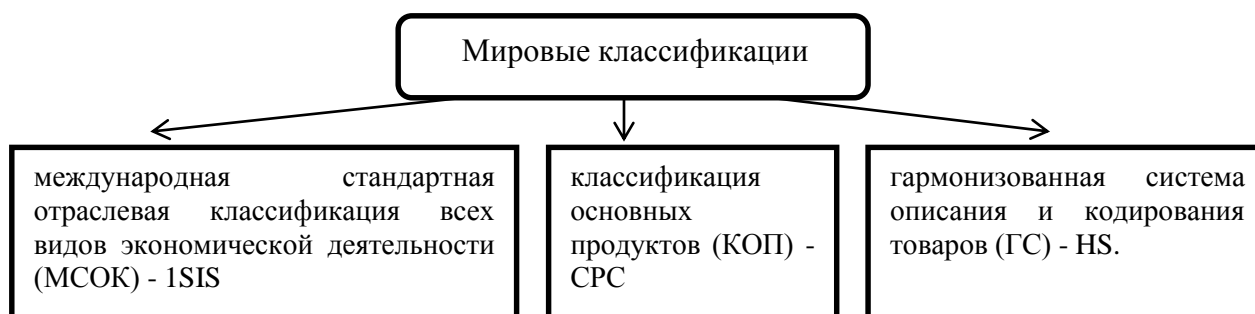 Мировые классификации
международная стандартная
отраслевая классификация всех
видов экономической деятельности
(МСОК) - 1SIS
классификация
основных
продуктов (КОП) -
СРС
гармонизованная система
описания и кодирования
товаров (ГС) - HS.